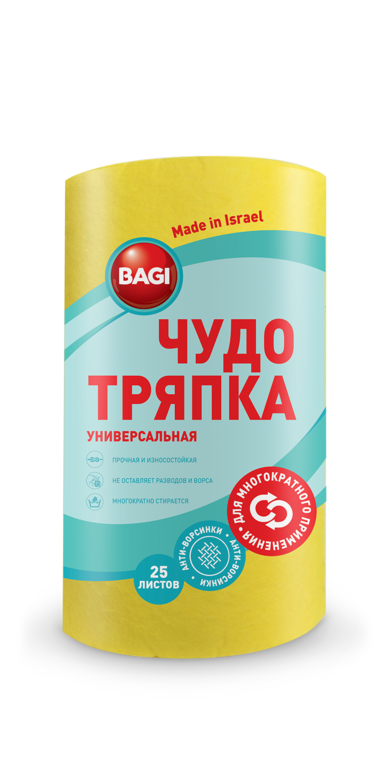 Made in Israel
BAGI
ЧУДО
ТРЯПКА
УНИВЕРСАЛЬНАЯ
ПРОЧНАЯ И ИЗНОСОСТОЙКАЯ
НЕ ОСТАВЛЯЕТ РАЗВОДОВ И ВОРСА
МНОГОКРАТНО СТИРАЕТСЯ
• ДЛЯ МНОГОКРАТНОГО •
ПРИМЕНЕНИЯ
АНТИ-ВОРСИНКИ • АНТИ-ВОРСИНКИ •
25
ЛИСТОВ